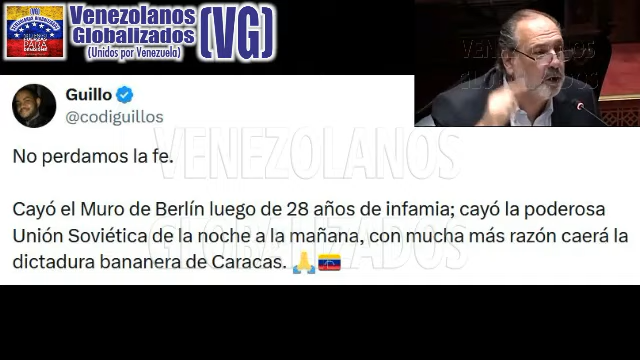 Venezolanos
Globalizados
(Unidos por Venezuela)
(VG)
Guillo
@codiguillos
No perdamos la fe.
Cayó el Muro de Berlín luego de 28 años de infamia; cayó la poderosa
Unión Soviética de la noche a la mañana, con mucha más razón caerá la
dictadura bananera de Caracas.
VENEZOLANOS
GLOBALIZADOS
VENEZOLANOS
GLOBALIZADOS